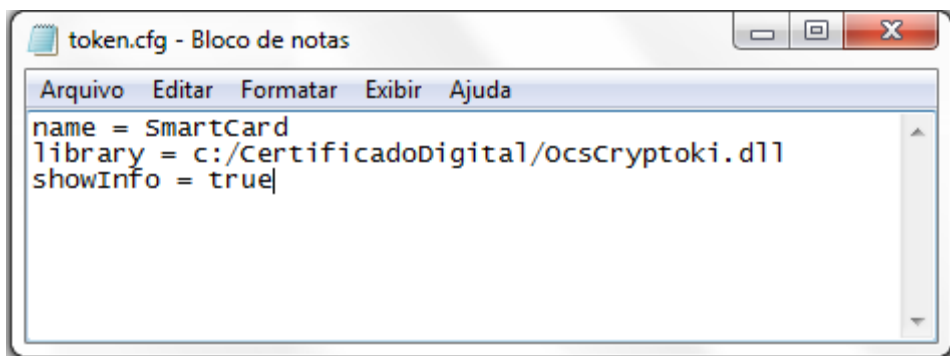 token.cfg - Bloco de notas
Arquivo Editar Formatar Exibir Ajuda
name = SmartCard
library = c:/CertificadoDigital/OcsCryptoki.dll
showInfo = true